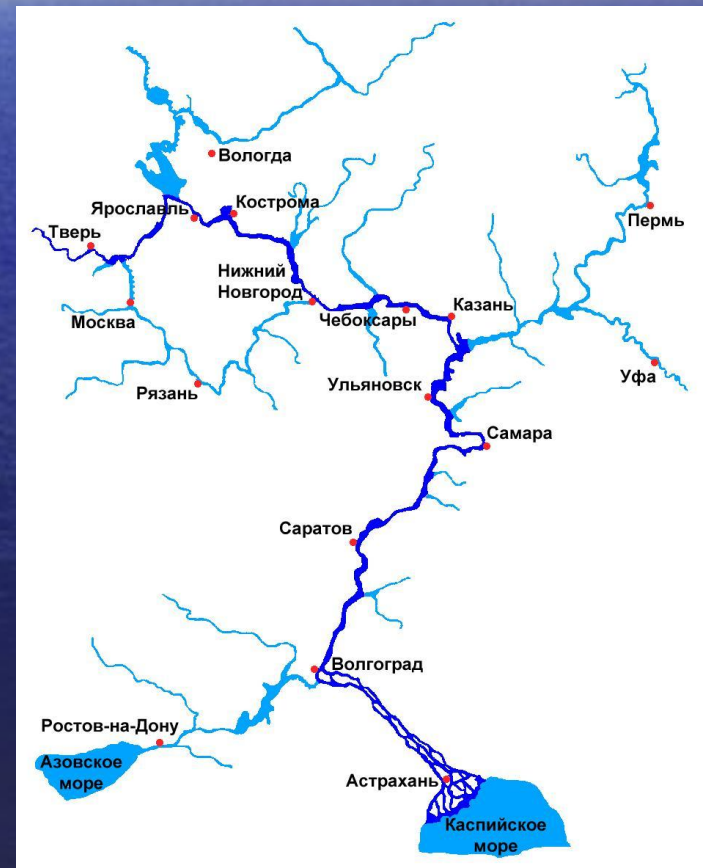 Вологда
Кострома
Ярославль
Тверь
Пермь
Нижний
Новгород
Казань
Чебоксары
Москва
Уфа
Ульяновск
Рязань
Самара
Саратов
Волгоград
Ростов-на-Дону
Азовское
море
Астрахань
Каспийское
море